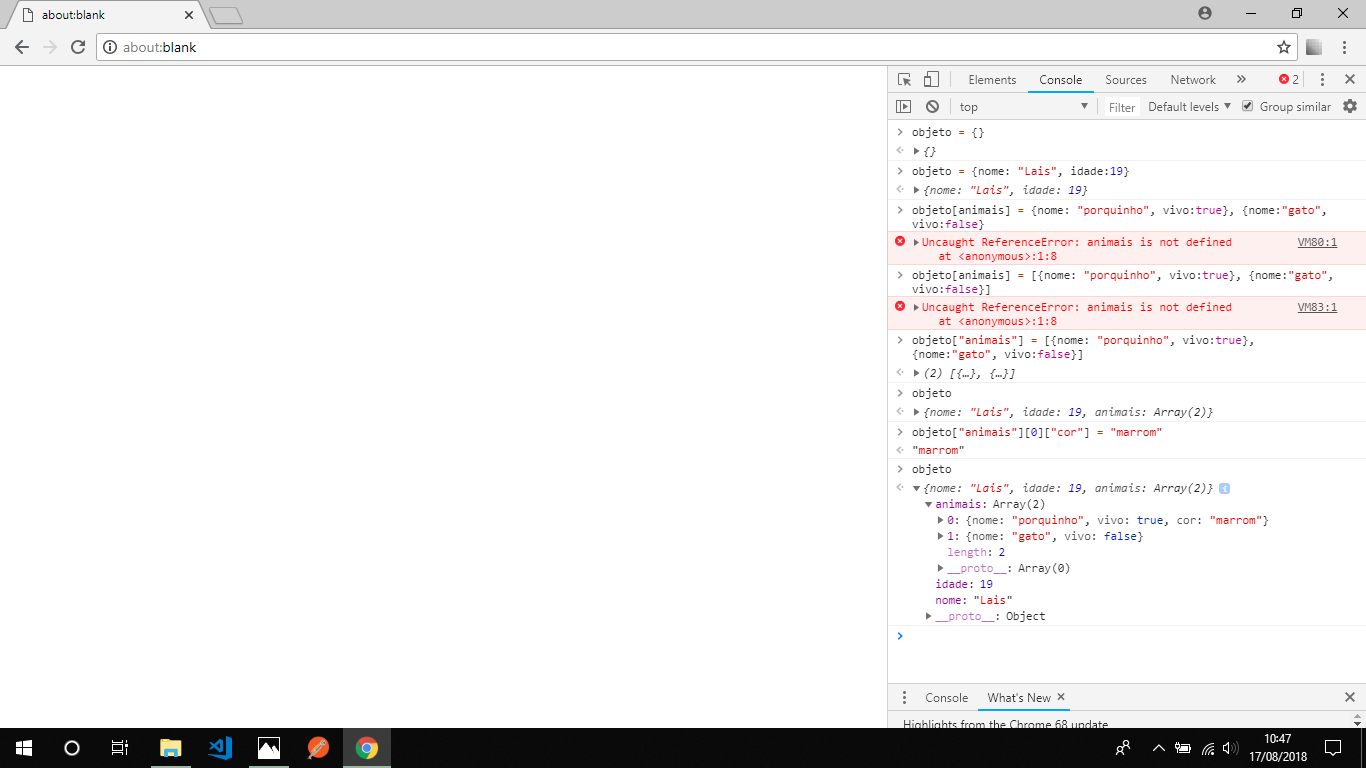 about:blank
about:blank
Elements Console Sources Network » 2
top Filter Default levels Group similar
objeto = {}
{}
objeto = {nome: "Lais", idade:19}
{nome: "Lais", idade: 19}
objeto[animais] = {nome: "porquinho", vivo:true}, {nome:"gato",
vivo:false}
Uncaught ReferenceError: animais is not defined VM80:1
at <anonymous>:1:8
objeto[animais] = [{nome: "porquinho", vivo:true}, {nome:"gato",
vivo:false}]
Uncaught ReferenceError: animais is not defined VM83:1
at <anonymous>:1:8
objeto["animais"] = [{nome: "porquinho", vivo:true},
{nome:"gato", vivo:false}]
(2) [{…}, {…}]
objeto
{nome: "Lais", idade: 19, animais: Array(2)}
objeto["animais"][0]["cor"] = "marrom"
"marrom"
objeto
{nome: "Lais", idade: 19, animais: Array(2)} i
animais: Array(2)
0: {nome: "porquinho", vivo: true, cor: "marrom"}
1: {nome: "gato", vivo: false}
length: 2
__proto__: Array(0)
idade: 19
nome: "Lais"
__proto__: Object
Console What's New
Highlights from the Chrome 68 update
10:47
17/08/2018